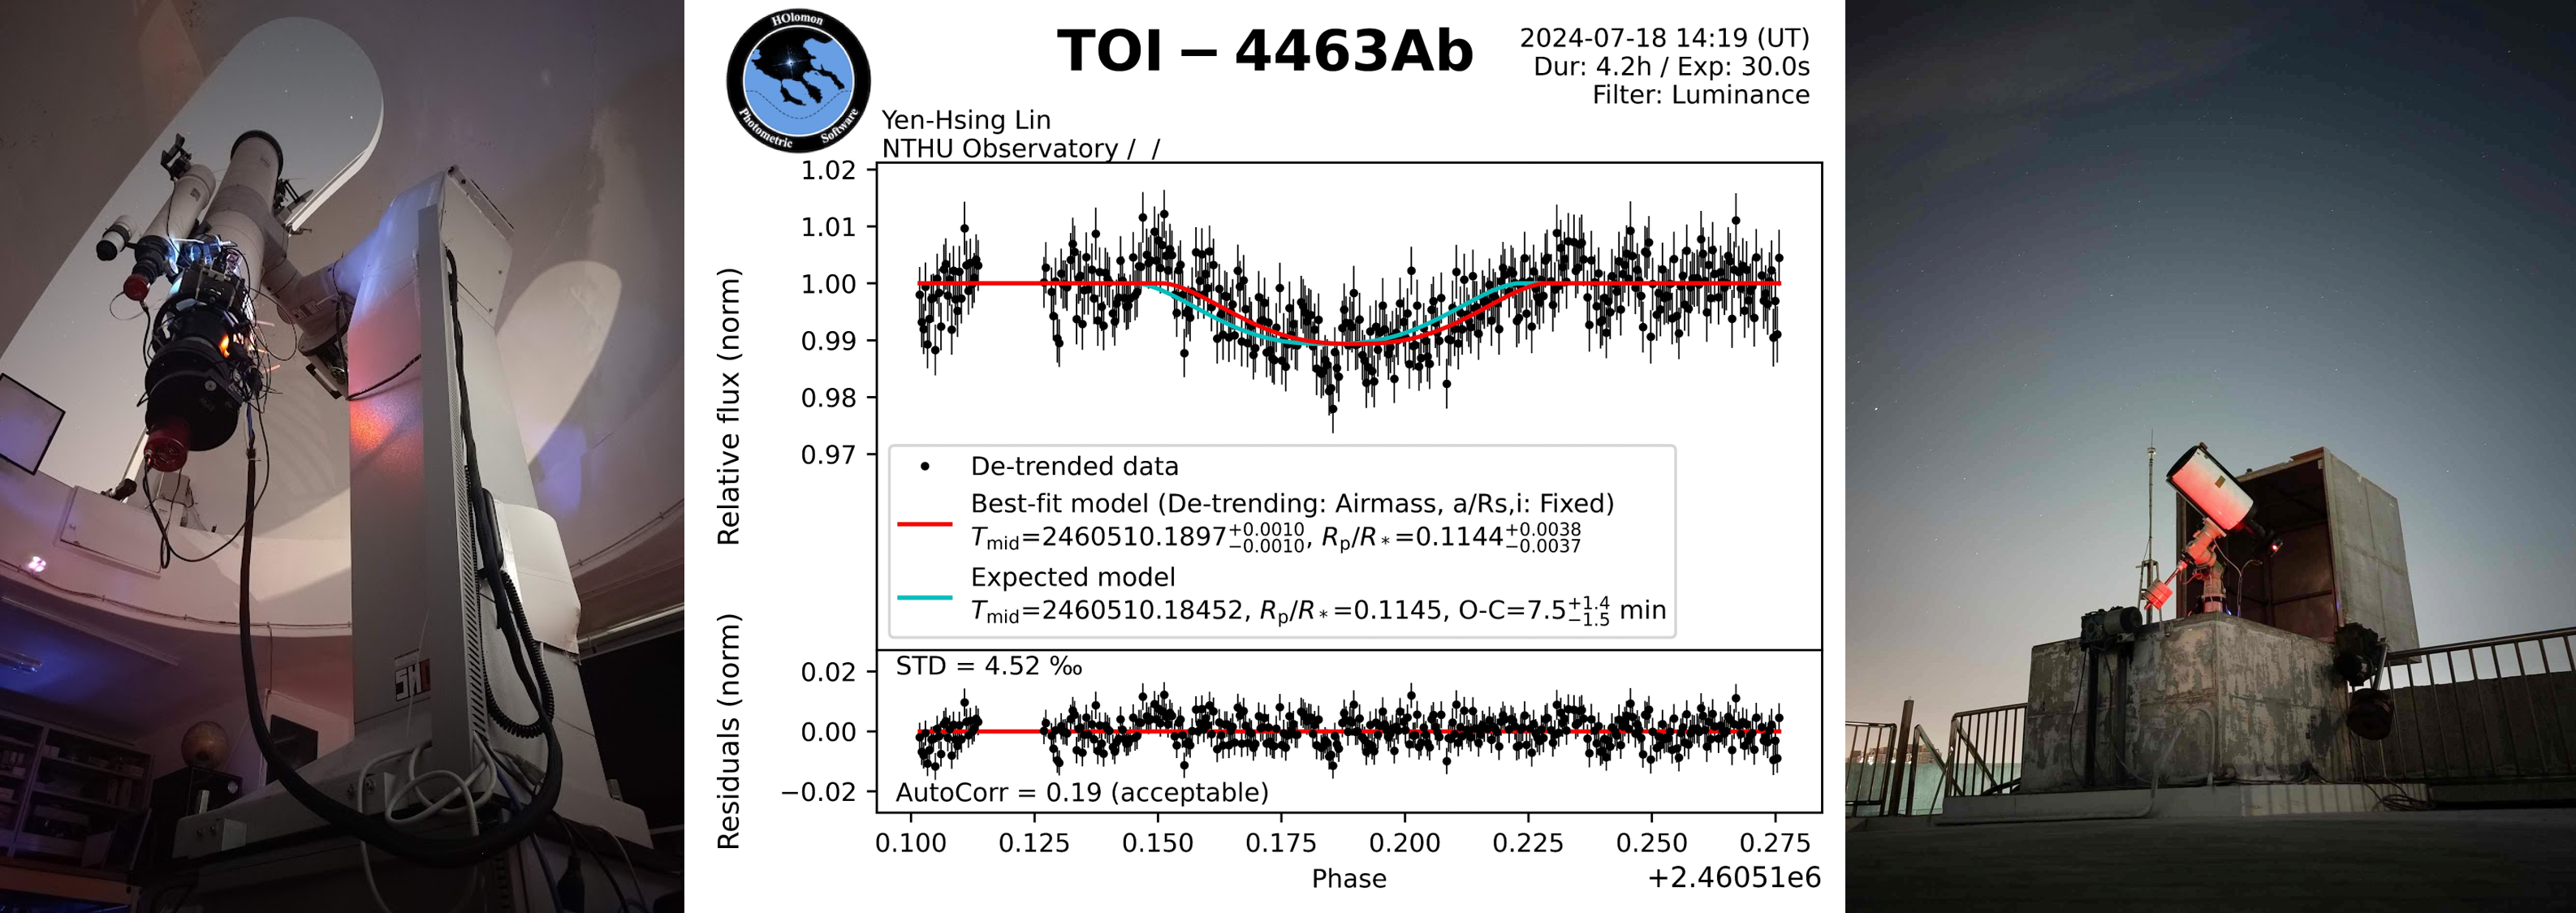 HOlomon
Photometric Software
TOI − 4463Ab
2024-07-18 14:19 (UT)
Dur: 4.2h / Exp: 30.0s
Filter: Luminance
Yen-Hsing Lin
NTHU Observatory / /
Relative flux (norm)
1.02
1.01
1.00
0.99
0.98
0.97
De-trended data
Best-fit model (De-trending: Airmass, a/Rs,i: Fixed)
Tmid=2460510.1897+0.0010−0.0010, Rp/R*=0.1144+0.0038−0.0037
Expected model
Tmid=2460510.18452, Rp/R*=0.1145, O-C=7.5+1.4−1.5 min
Residuals (norm)
0.02
0.00
−0.02
STD = 4.52 ‰
AutoCorr = 0.19 (acceptable)
0.100 0.125 0.150 0.175 0.200 0.225 0.250 0.275
Phase
+2.46051e6